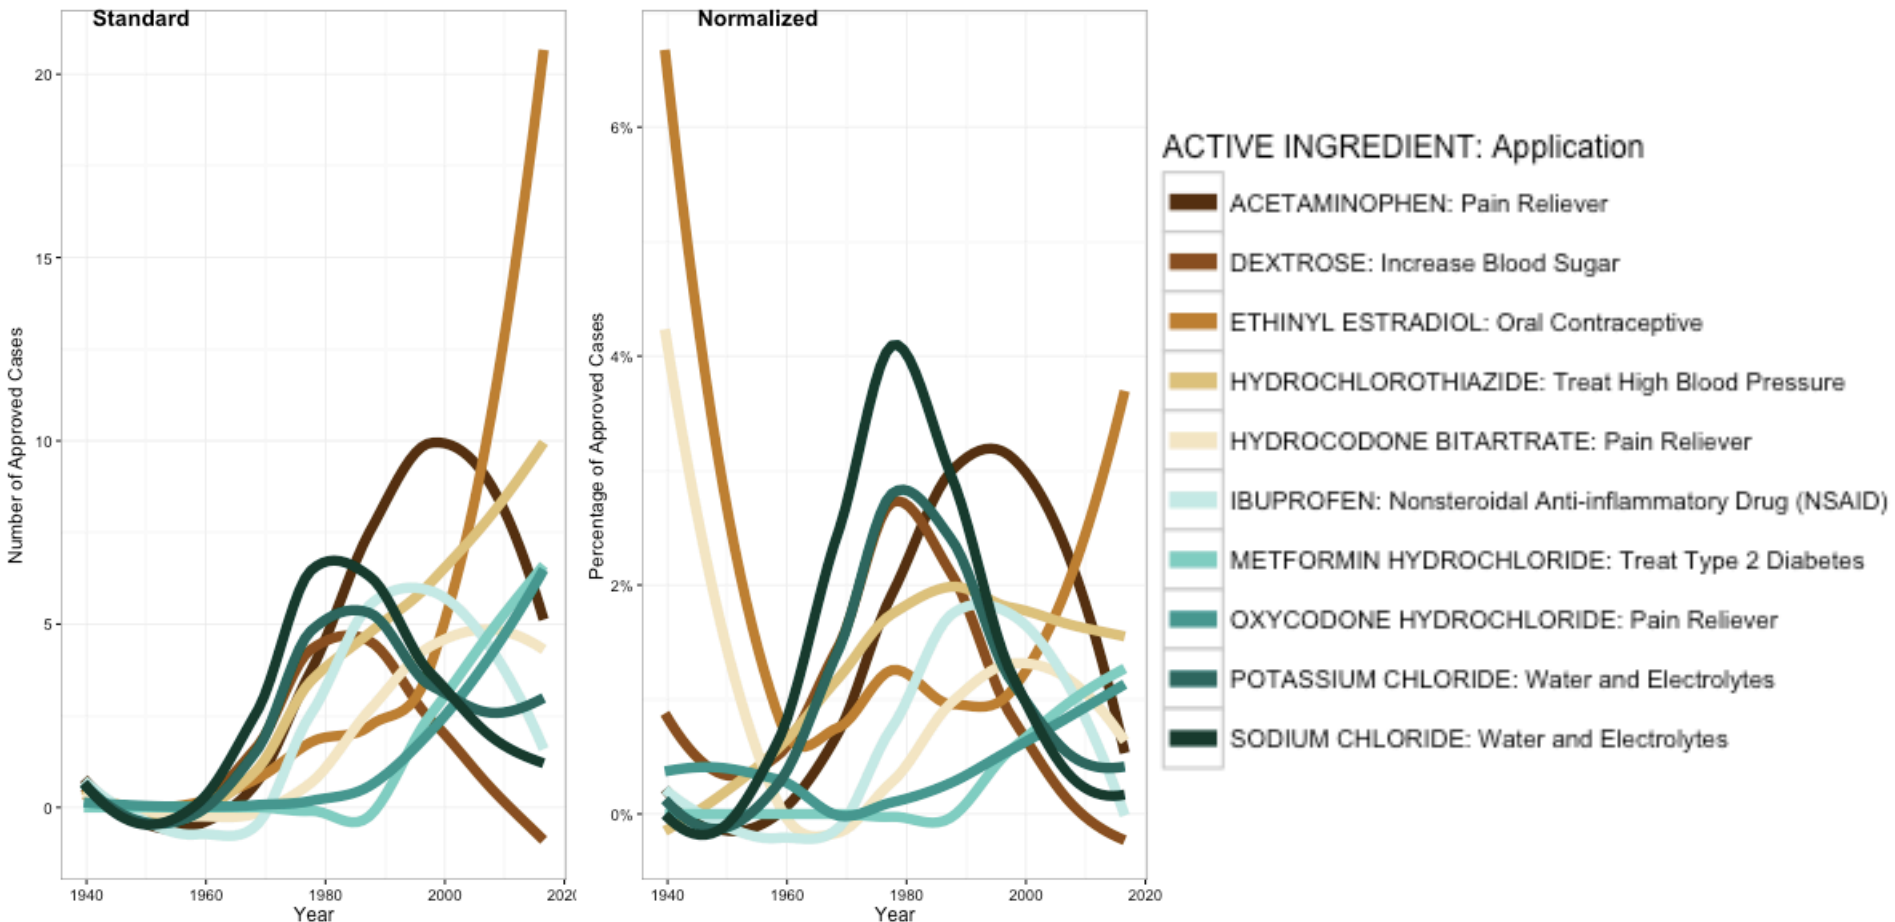 Standard
Normalized
20
15
10
5
0
Number of Approved Cases
1940
1960
1980
2000
2020
Year
6%
4%
2%
0%
Percentage of Approved Cases
1940
1960
1980
2000
2020
Year
ACTIVE INGREDIENT: Application
ACETAMINOPHEN: Pain Reliever
DEXTROSE: Increase Blood Sugar
ETHINYL ESTRADIOL: Oral Contraceptive
HYDROCHLOROTHIAZIDE: Treat High Blood Pressure
HYDROCODONE BITARTRATE: Pain Reliever
IBUPROFEN: Nonsteroidal Anti-inflammatory Drug (NSAID)
METFORMIN HYDROCHLORIDE: Treat Type 2 Diabetes
OXYCODONE HYDROCHLORIDE: Pain Reliever
POTASSIUM CHLORIDE: Water and Electrolytes
SODIUM CHLORIDE: Water and Electrolytes